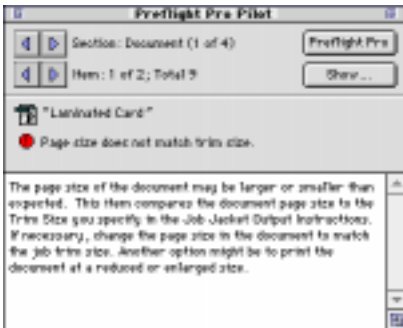 Preflight Pro Pilot
Section: Document (1 of 4)
Preflight Pro
Item: 1 of 2; Total 9
Show...
"Laminated Card"
Page size does not match trim size.
The page size of the document may be larger or smaller than
expected. This item compares the document page size to the
Trim Size you specify in the Job Jacket Output Instructions.
If necessary, change the page size in the document to match
the job trim size. Another option might be to print the
document at a reduced or enlarged size.